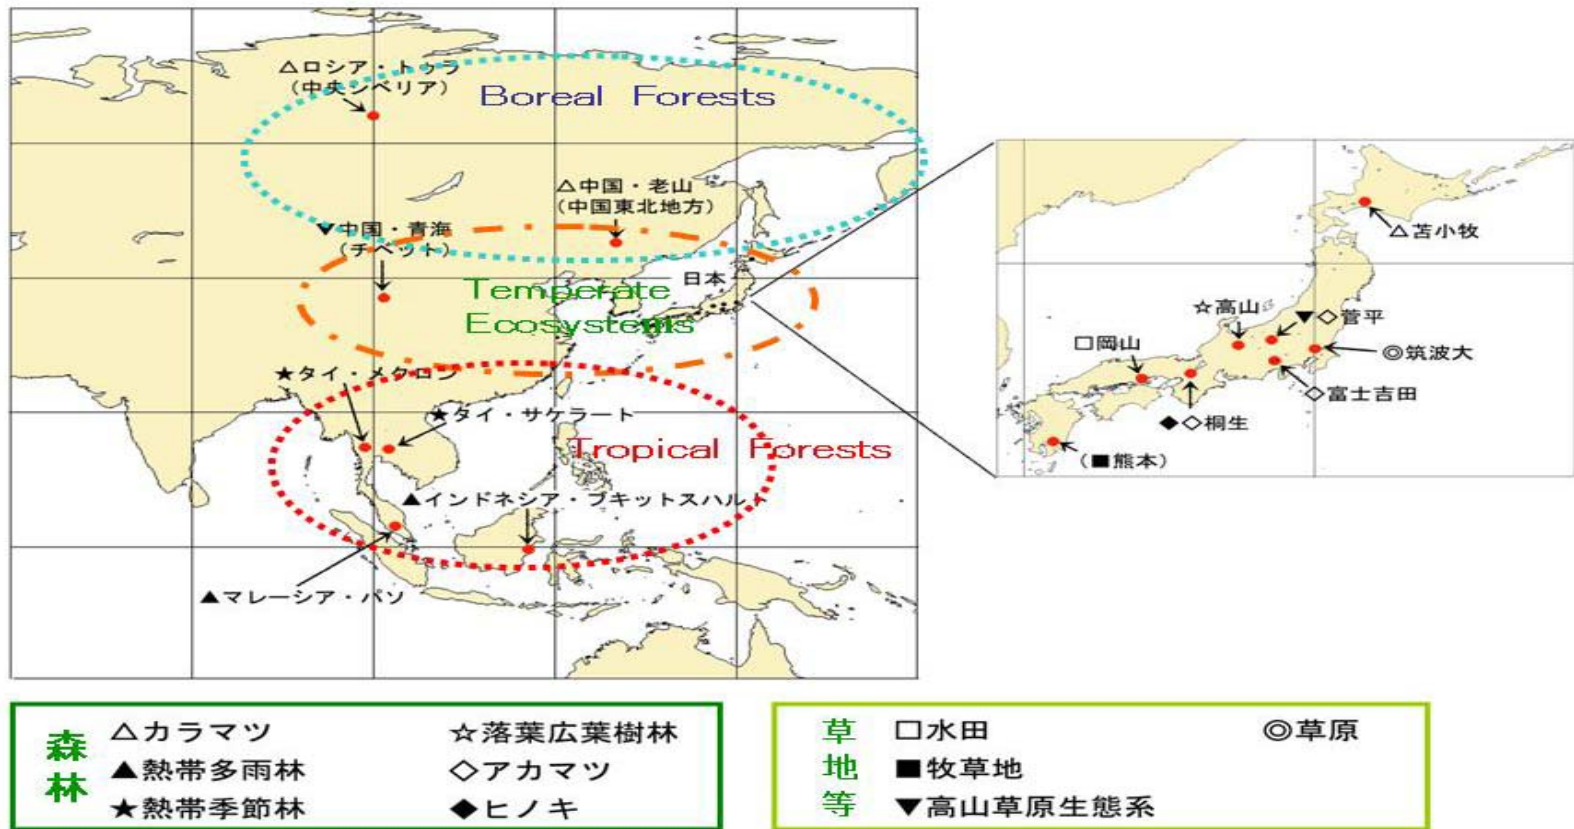 △ロシア・トゥラ
(中央シベリア)
Boreal Forests
△中国・老山
(中国東北地方)
▼中国・青海
(チベット)
日本
Temperate
Ecosystems
★タイ・メクロン
★タイ・サケラート
Tropical Forests
▲インドネシア・ブキットスハルト
▲マレーシア・パソ
△苫小牧
☆高山
▼◇菅平
□岡山
◎筑波大
◇富士吉田
◆◇桐生
(■熊本)
森林
△カラマツ
☆落葉広葉樹林
▲熱帯多雨林
◇アカマツ
★熱帯季節林
◆ヒノキ
草地等
□水田
◎草原
■牧草地
▼高山草原生態系